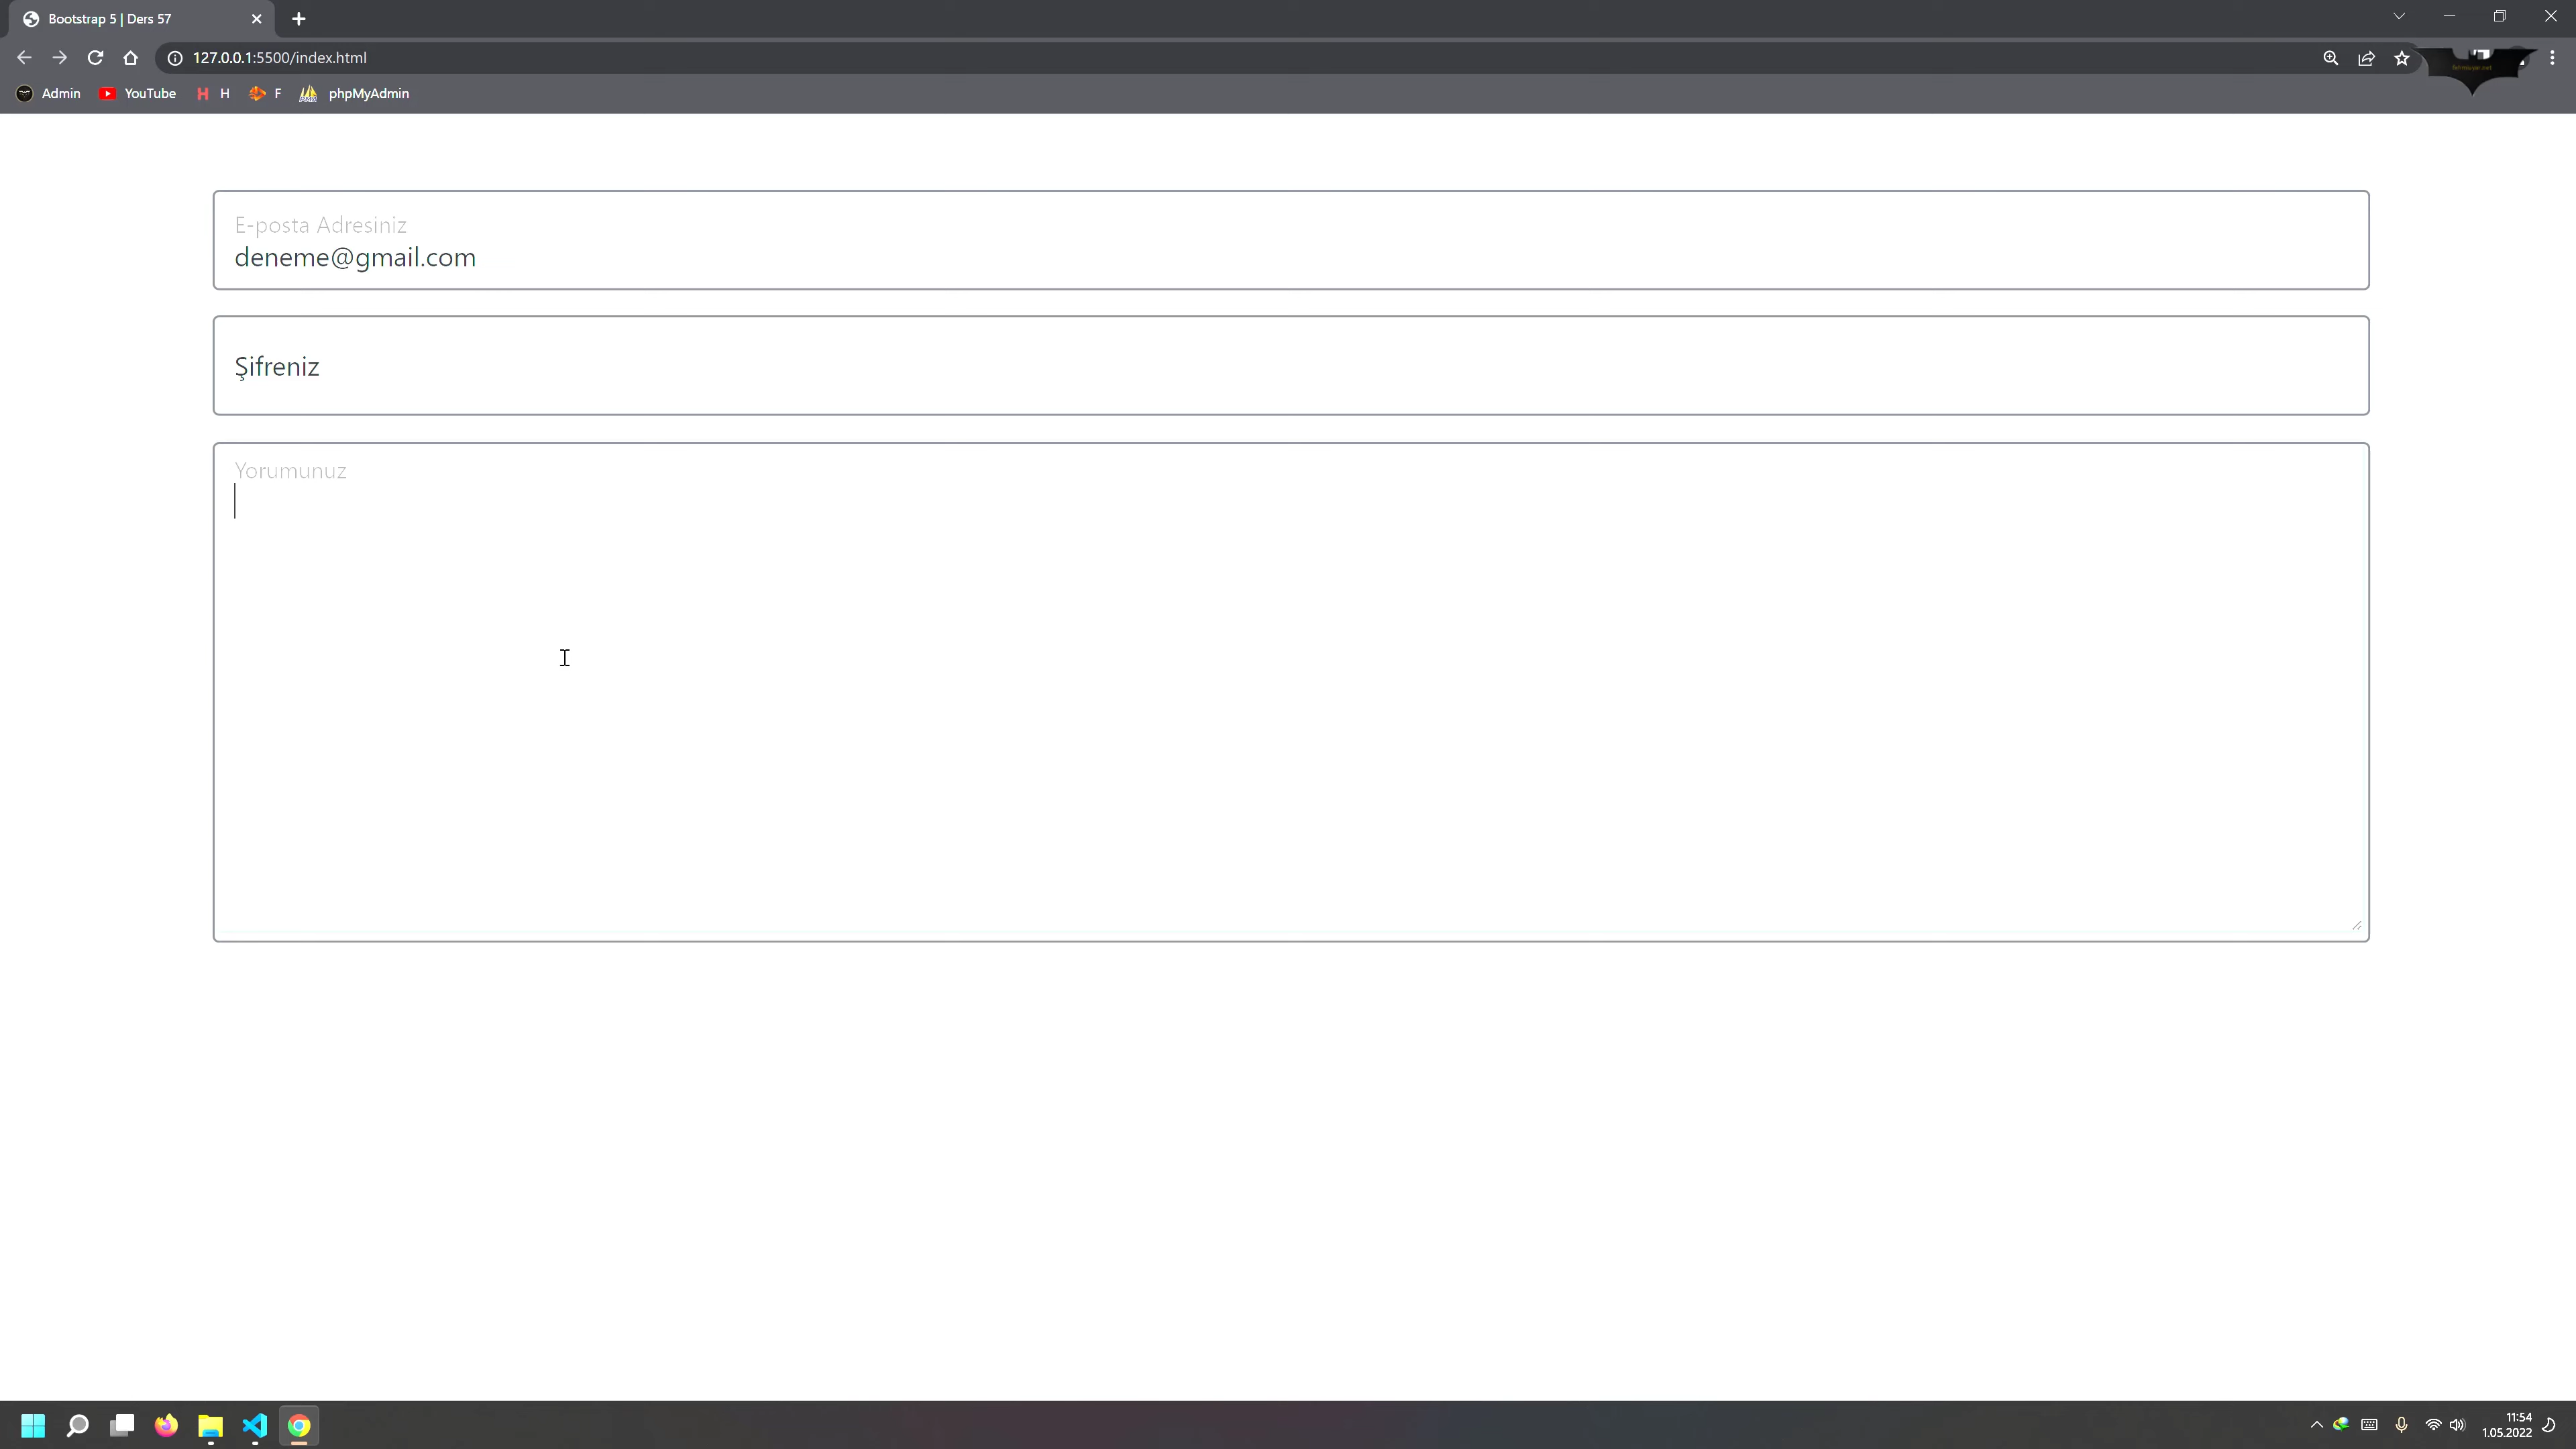 Bootstrap 5 | Ders 57
127.0.0.1:5500/index.html
Admin YouTube H H F phpMyAdmin
E-posta Adresiniz
deneme@gmail.com
Şifreniz
Yorumunuz
11:54
1.05.2022